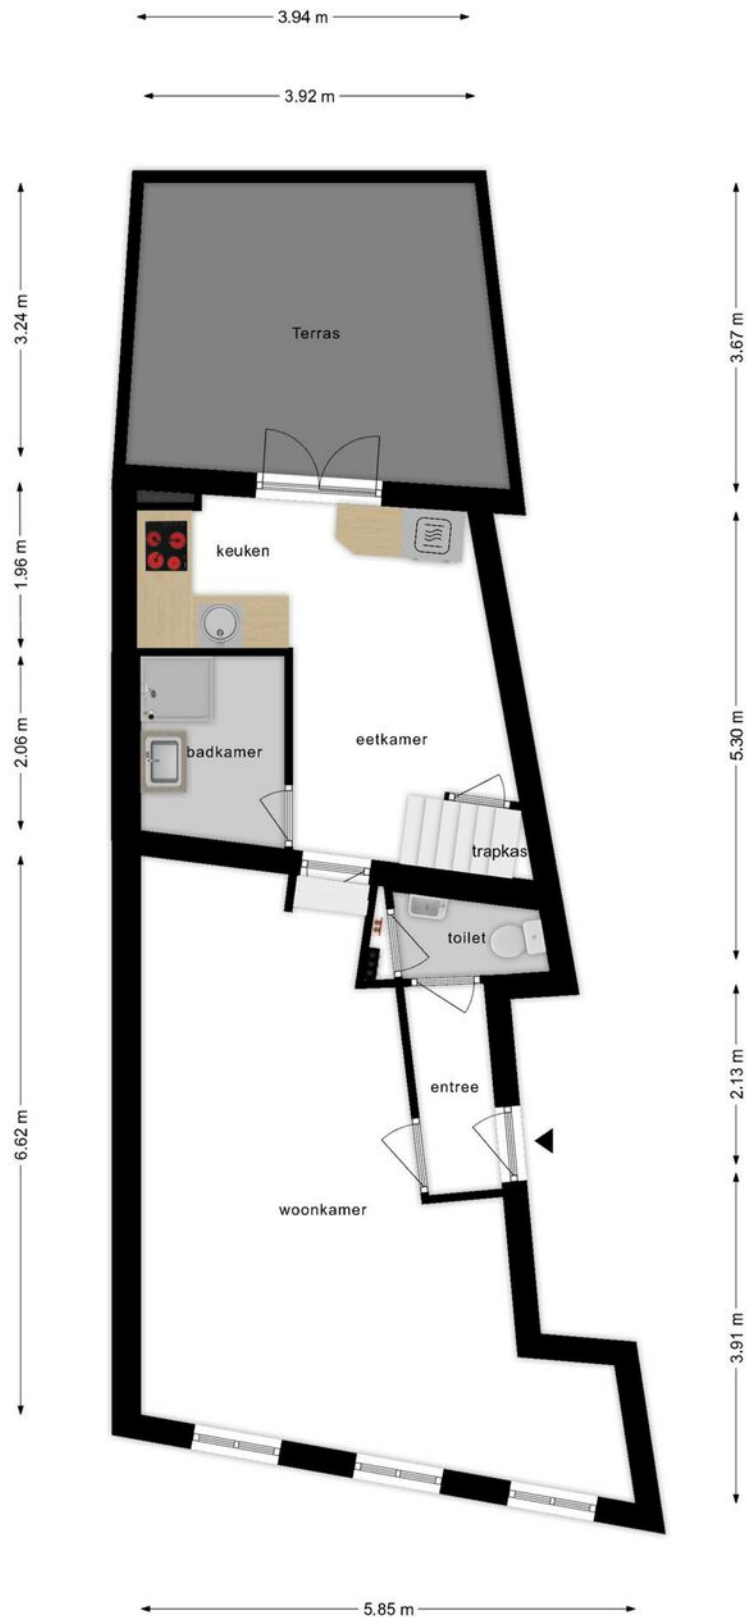 3.94 m
3.92 m
3.24 m
3.67 m
Terras
1.96 m
keuken
5.30 m
2.06 m
eetkamer
badkamer
trapkas
toilet
2.13 m
entree
6.62 m
woonkamer
3.91 m
5.85 m